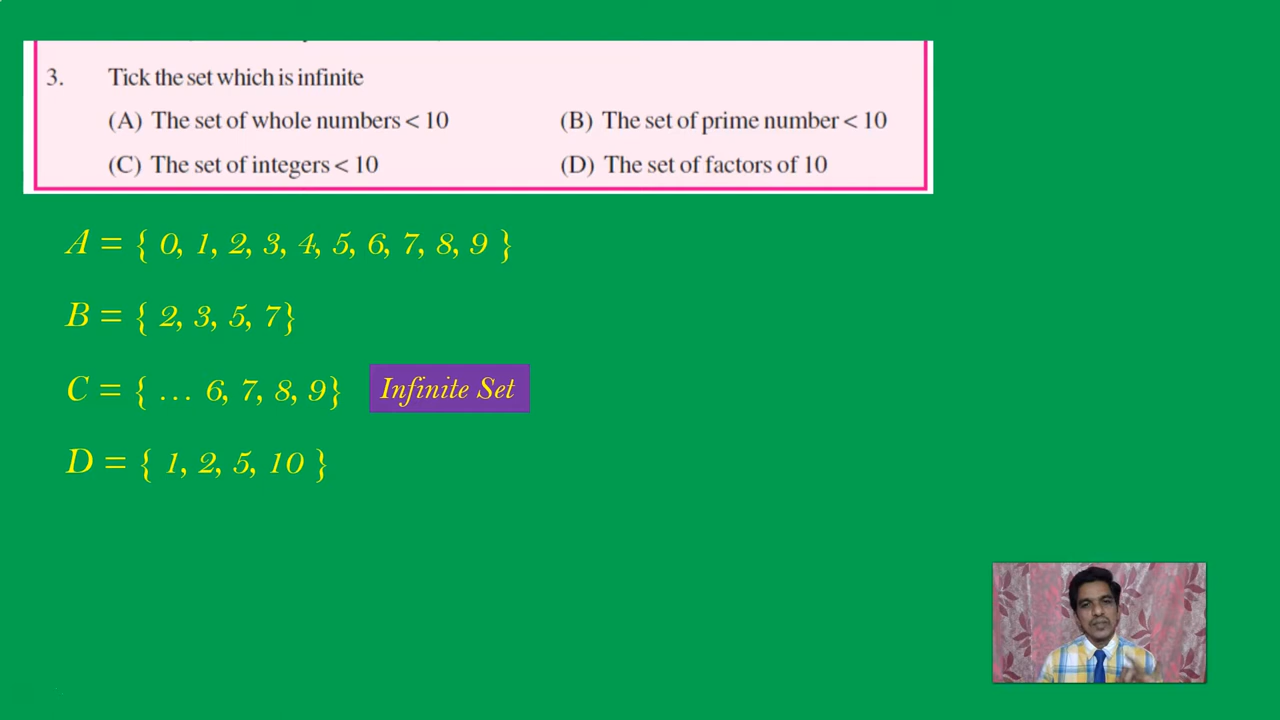 3. Tick the set which is infinite
(A) The set of whole numbers < 10 (B) The set of prime number < 10
(C) The set of integers < 10 (D) The set of factors of 10
A = { 0, 1, 2, 3, 4, 5, 6, 7, 8, 9 }
B = { 2, 3, 5, 7}
C = { ... 6, 7, 8, 9} Infinite Set
D = { 1, 2, 5, 10 }